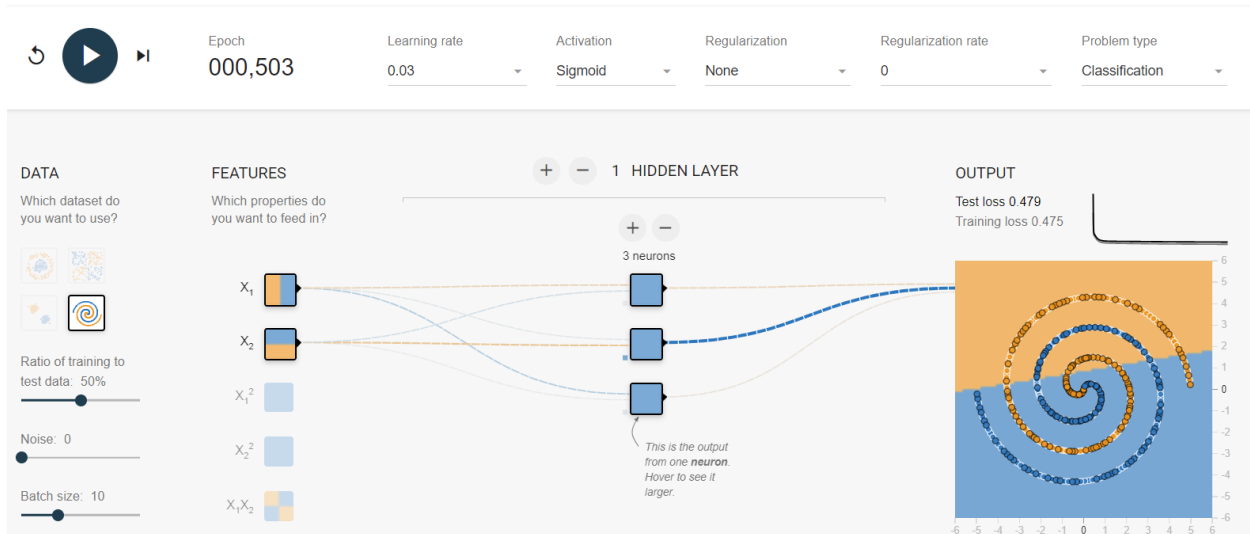 Epoch
000,503
Learning rate
0.03
Activation
Sigmoid
Regularization
None
Regularization rate
0
Problem type
Classification
DATA
Which dataset do
you want to use?
Ratio of training to
test data: 50%
Noise: 0
Batch size: 10
FEATURES
Which properties do
you want to feed in?
X₁
X₂
X₁²
X₂²
X₁X₂
+ − 1 HIDDEN LAYER
+ −
3 neurons
This is the output
from one neuron.
Hover to see it
larger.
OUTPUT
Test loss 0.479
Training loss 0.475
6
5
4
3
2
1
0
-1
-2
-3
-4
-5
-6
-6 -5 -4 -3 -2 -1 0 1 2 3 4 5 6